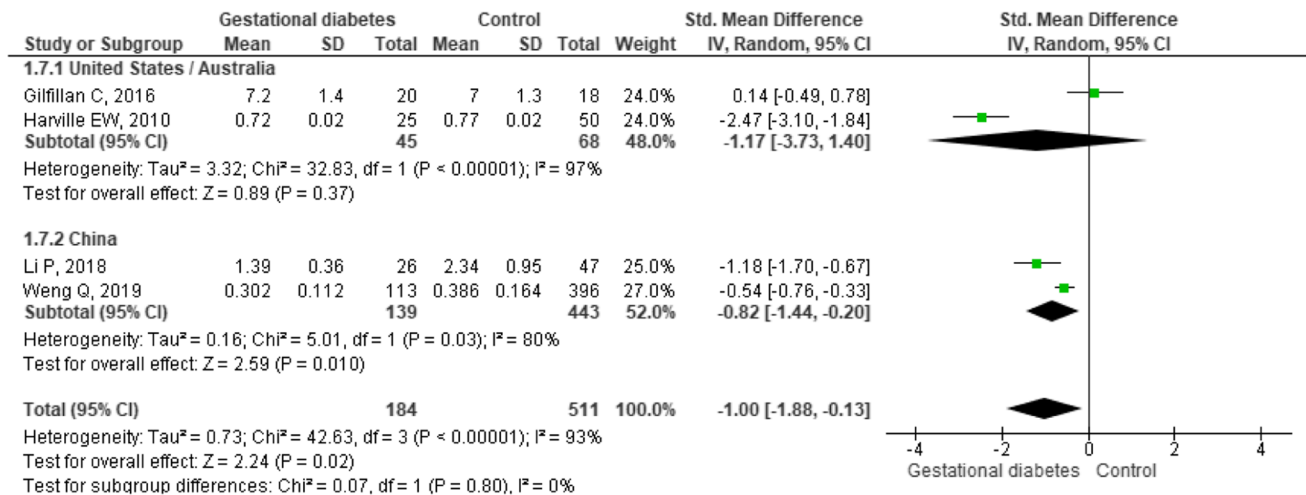 Gestational diabetes Control Std. Mean Difference Std. Mean Difference
Study or Subgroup Mean SD Total Mean SD Total Weight IV, Random, 95% CI IV, Random, 95% CI
1.7.1 United States / Australia
Gilfillan C, 2016 7.2 1.4 20 7 1.3 18 24.0% 0.14 [-0.49, 0.78]
Harville EW, 2010 0.72 0.02 25 0.77 0.02 50 24.0% -2.47 [-3.10, -1.84]
Subtotal (95% CI) 45 68 48.0% -1.17 [-3.73, 1.40]
Heterogeneity: Tau² = 3.32; Chi² = 32.83, df = 1 (P < 0.00001); I² = 97%
Test for overall effect: Z = 0.89 (P = 0.37)
1.7.2 China
Li P, 2018 1.39 0.36 26 2.34 0.95 47 25.0% -1.18 [-1.70, -0.67]
Weng Q, 2019 0.302 0.112 113 0.386 0.164 396 27.0% -0.54 [-0.76, -0.33]
Subtotal (95% CI) 139 443 52.0% -0.82 [-1.44, -0.20]
Heterogeneity: Tau² = 0.16; Chi² = 5.01, df = 1 (P = 0.03); I² = 80%
Test for overall effect: Z = 2.59 (P = 0.010)
Total (95% CI) 184 511 100.0% -1.00 [-1.88, -0.13]
Heterogeneity: Tau² = 0.73; Chi² = 42.63, df = 3 (P < 0.00001); I² = 93%
Test for overall effect: Z = 2.24 (P = 0.02)
Test for subgroup differences: Chi² = 0.07, df = 1 (P = 0.80), I² = 0%
-4 -2 0 2 4
Gestational diabetes Control